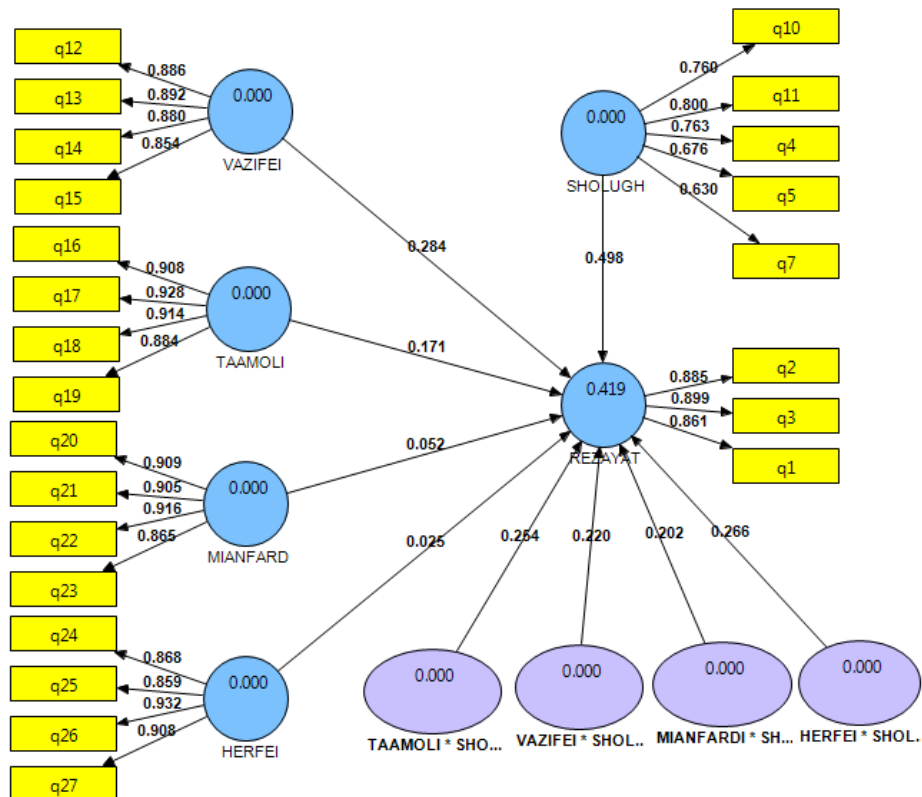 q12
q13
q14
q15
0.886
0.892
0.880
0.854
0.000
VAZIFEI
0.284
q16
q17
q18
q19
0.908
0.928
0.914
0.884
0.000
TAAMOLI
0.171
q20
q21
q22
q23
0.909
0.905
0.916
0.865
0.000
MIANFARD
0.052
q24
q25
q26
q27
0.868
0.859
0.932
0.908
0.000
HERFEI
0.025
0.000
SHOLUGH
0.498
0.760
0.800
0.763
0.676
0.630
q10
q11
q4
q5
q7
0.419
REZAYAT
0.885
0.899
0.861
q2
q3
q1
0.254
0.220
0.202
0.266
0.000
0.000
0.000
0.000
TAAMOLI * SHO...
VAZIFEI * SHOL..
MIANFARDI * SH...
HERFEI * SHOL..